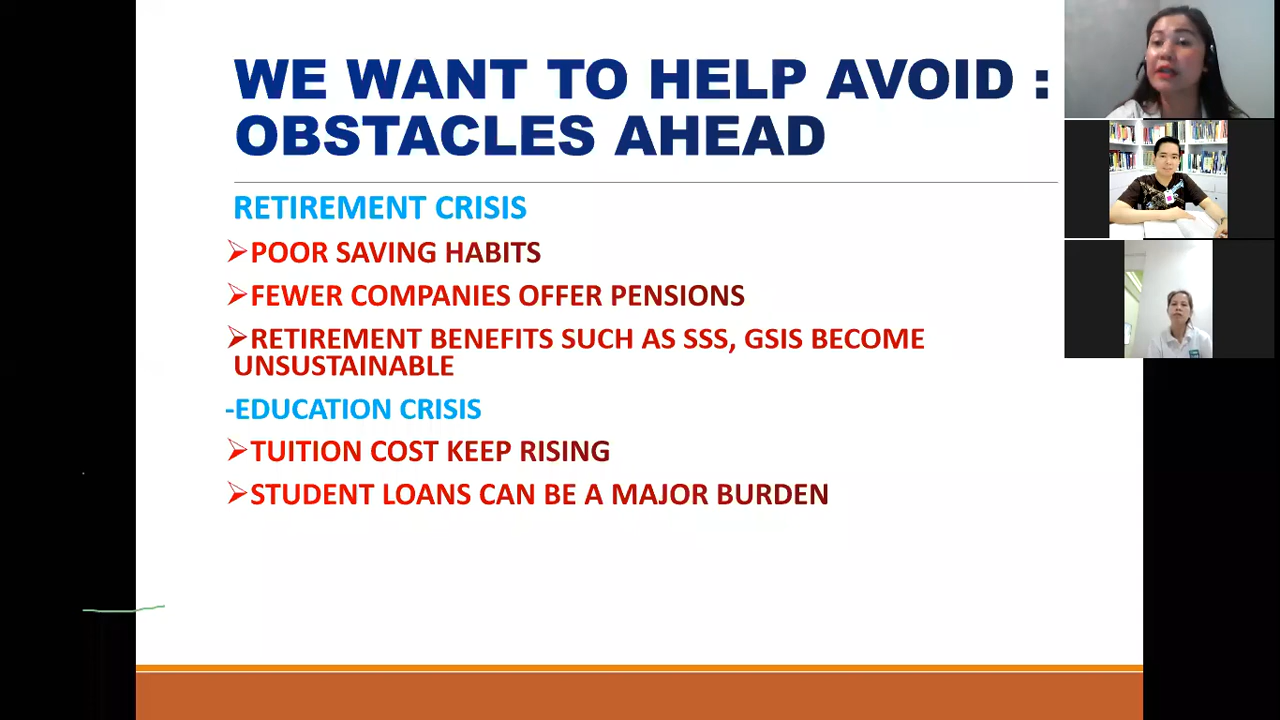 WE WANT TO HELP AVOID :
OBSTACLES AHEAD
RETIREMENT CRISIS
➢POOR SAVING HABITS
➢FEWER COMPANIES OFFER PENSIONS
➢RETIREMENT BENEFITS SUCH AS SSS, GSIS BECOME
UNSUSTAINABLE
-EDUCATION CRISIS
➢TUITION COST KEEP RISING
➢STUDENT LOANS CAN BE A MAJOR BURDEN